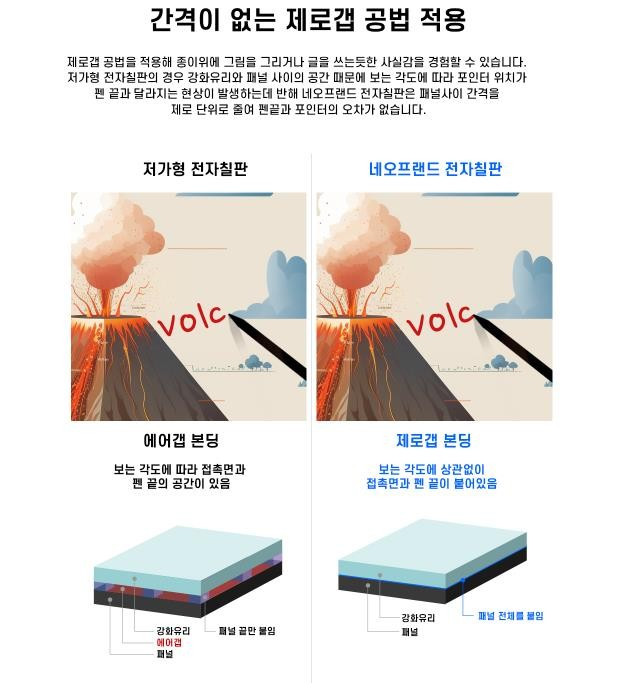 간격이 없는 제로갭 공법 적용
제로갭 공법을 적용해 종이위에 그림을 그리거나 글을 쓰는듯한 사실감을 경험할 수 있습니다.
저가형 전자칠판의 경우 강화유리와 패널 사이의 공간 때문에 보는 각도에 따라 포인터 위치가
펜 끝과 달라지는 현상이 발생하는데 반해 네오프랜드 전자칠판은 패널사이 간격을
제로 단위로 줄여 펜끝과 포인터의 오차가 없습니다.
저가형 전자칠판
네오프랜드 전자칠판
volc
volc
에어갭 본딩
제로갭 본딩
보는 각도에 따라 접촉면과
펜 끝의 공간이 있음
보는 각도에 상관없이
접촉면과 펜 끝이 붙어있음
강화유리
패널 끝만 붙임
에어갭
패널
패널 전체를 붙임
강화유리
패널